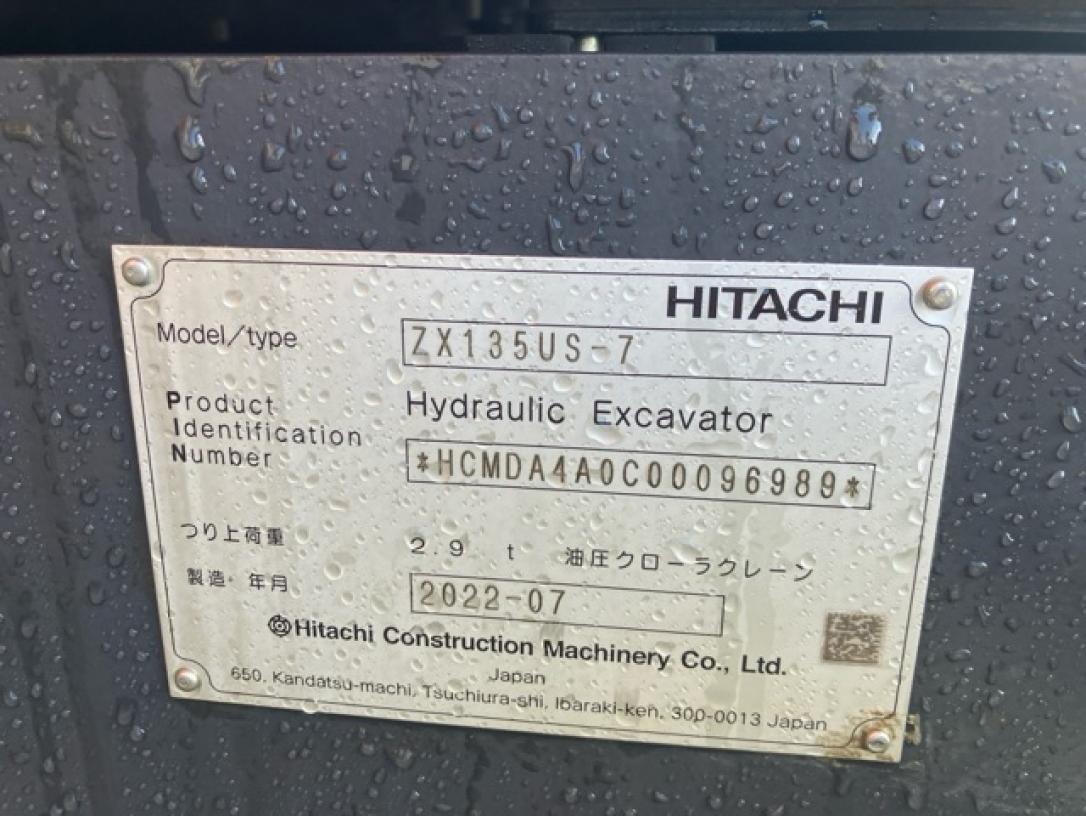 HITACHI
Model/type ZX135US-7
Product Identification Number
Hydraulic Excavator
*HCMDA4A0C00096989*
つり上荷重 2.9 t 油圧クローラクレーン
製造 年月 2022-07
Hitachi Construction Machinery Co., Ltd.
Japan
650, Kandatsu-machi, Tsuchiura-shi, Ibaraki-ken, 300-0013 Japan